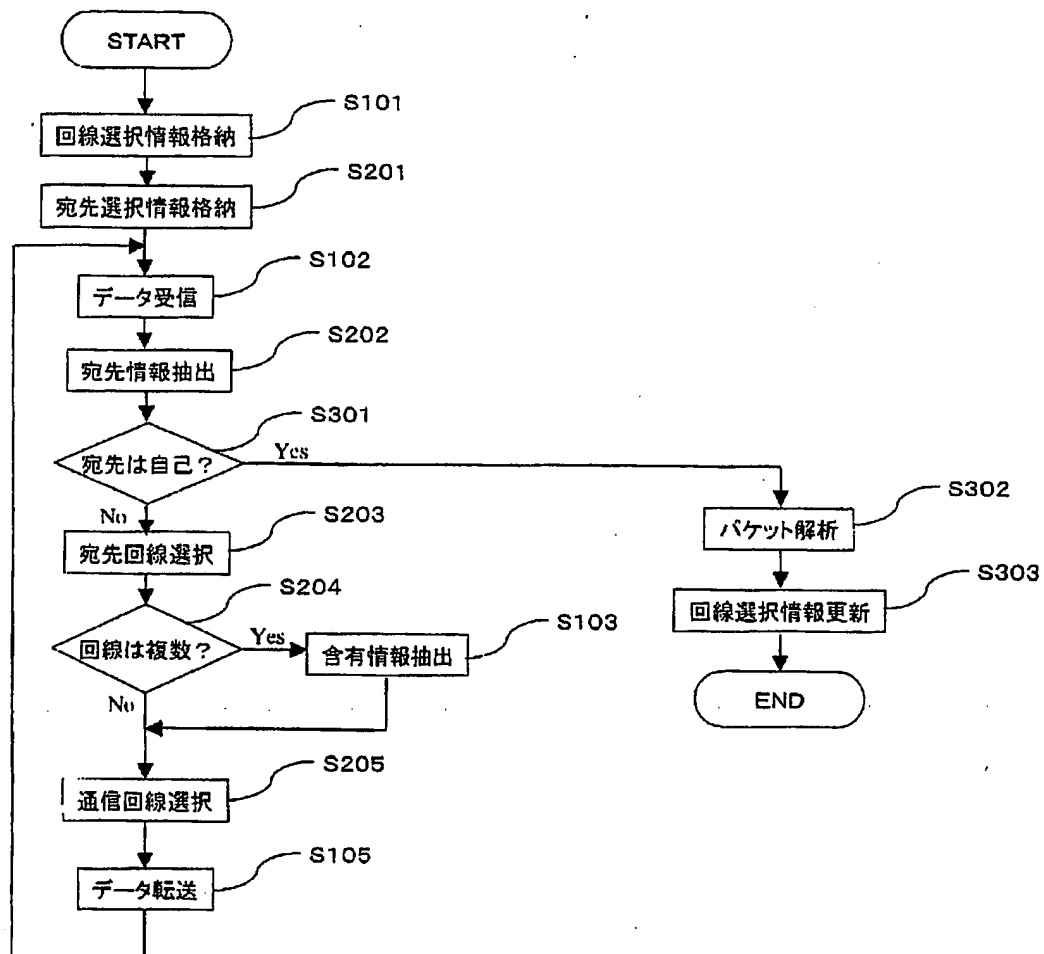 START
S101
回線選択情報格納
S201
宛先選択情報格納
S102
データ受信
S202
宛先情報抽出
S301
宛先は自己?
Yes
No
S302
パケット解析
S203
宛先回線選択
S303
回線選択情報更新
S204
回線は複数?
Yes
S103
含有情報抽出
No
END
S205
通信回線選択
S105
データ転送